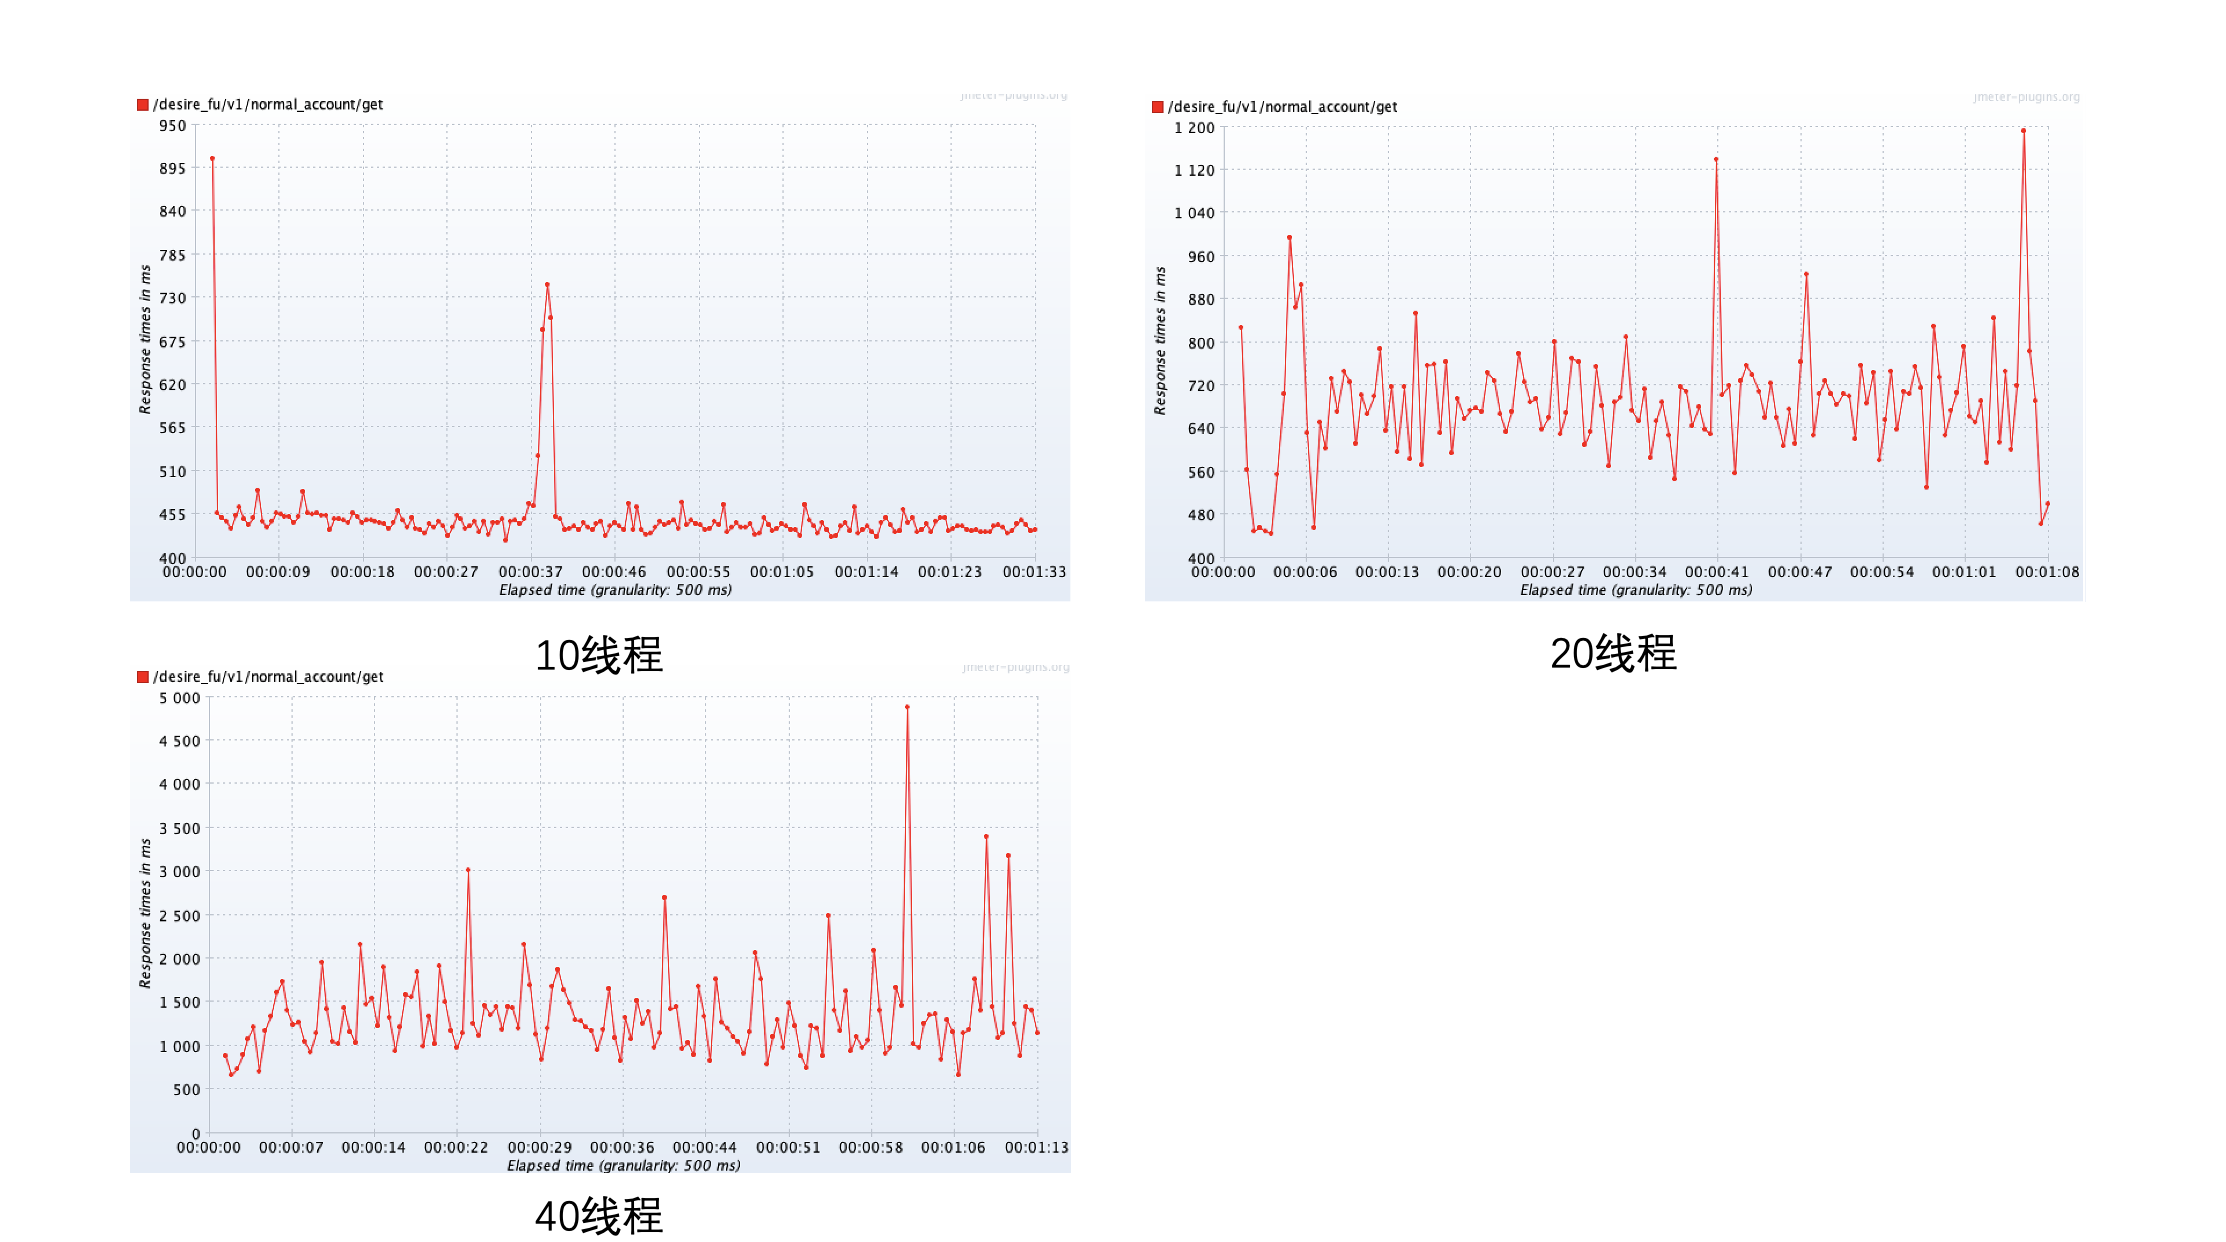 jmeter-plugins.org
/desire_fu/v1/normal_account/get
950
895
840
785
730
675
620
565
510
455
400
Response times in ms
00:00:00 00:00:09 00:00:18 00:00:27 00:00:37 00:00:46 00:00:55 00:01:05 00:01:14 00:01:23 00:01:33
Elapsed time (granularity: 500 ms)
10线程
jmeter-plugins.org
/desire_fu/v1/normal_account/get
1 200
1 120
1 040
960
880
800
720
640
560
480
400
Response times in ms
00:00:00 00:00:06 00:00:13 00:00:20 00:00:27 00:00:34 00:00:41 00:00:47 00:00:54 00:01:01 00:01:08
Elapsed time (granularity: 500 ms)
20线程
jmeter-plugins.org
/desire_fu/v1/normal_account/get
5 000
4 500
4 000
3 500
3 000
2 500
2 000
1 500
1 000
500
0
Response times in ms
00:00:00 00:00:07 00:00:14 00:00:22 00:00:29 00:00:36 00:00:44 00:00:51 00:00:58 00:01:06 00:01:13
Elapsed time (granularity: 500 ms)
40线程